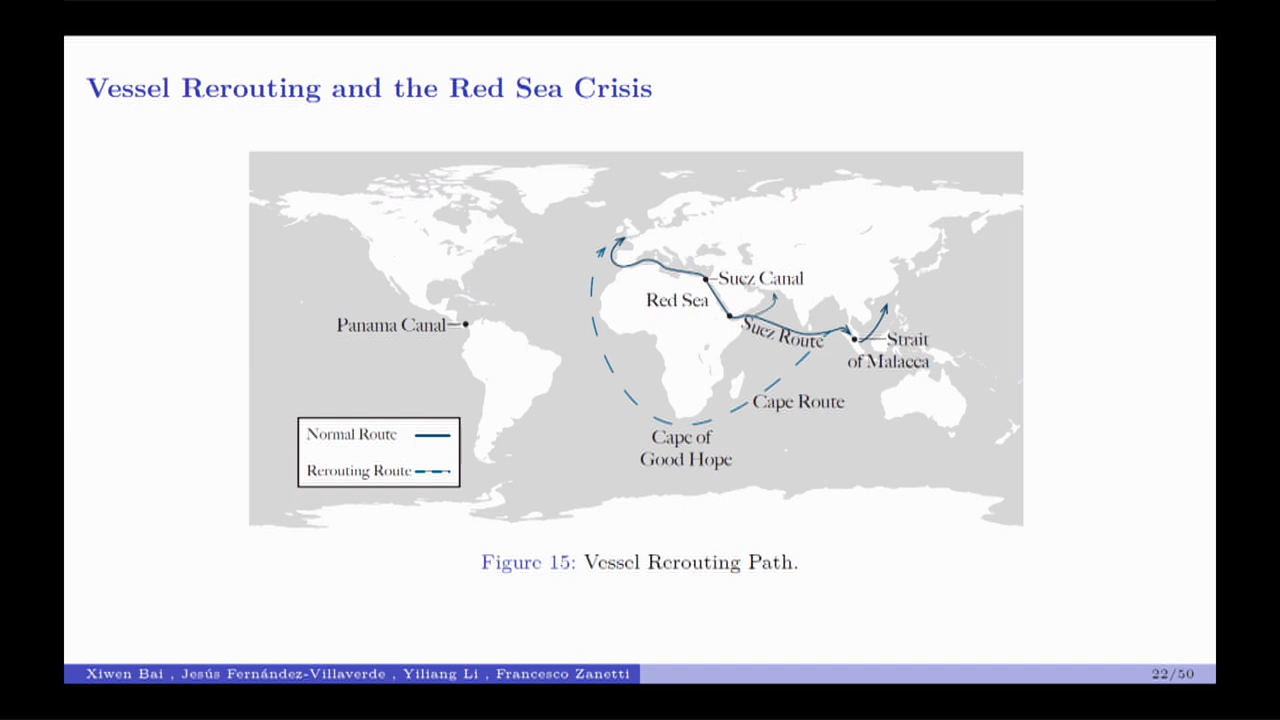 Vessel Rerouting and the Red Sea Crisis
Suez Canal
Red Sea
Panama Canal
Suez Route
Strait
of Malacca
Cape Route
Normal Route
Cape of
Good Hope
Rerouting Route
Figure 15: Vessel Rerouting Path.
Xiwen Bai , Jesús Fernández-Villaverde , Yiliang Li , Francesco Zanetti
22/50